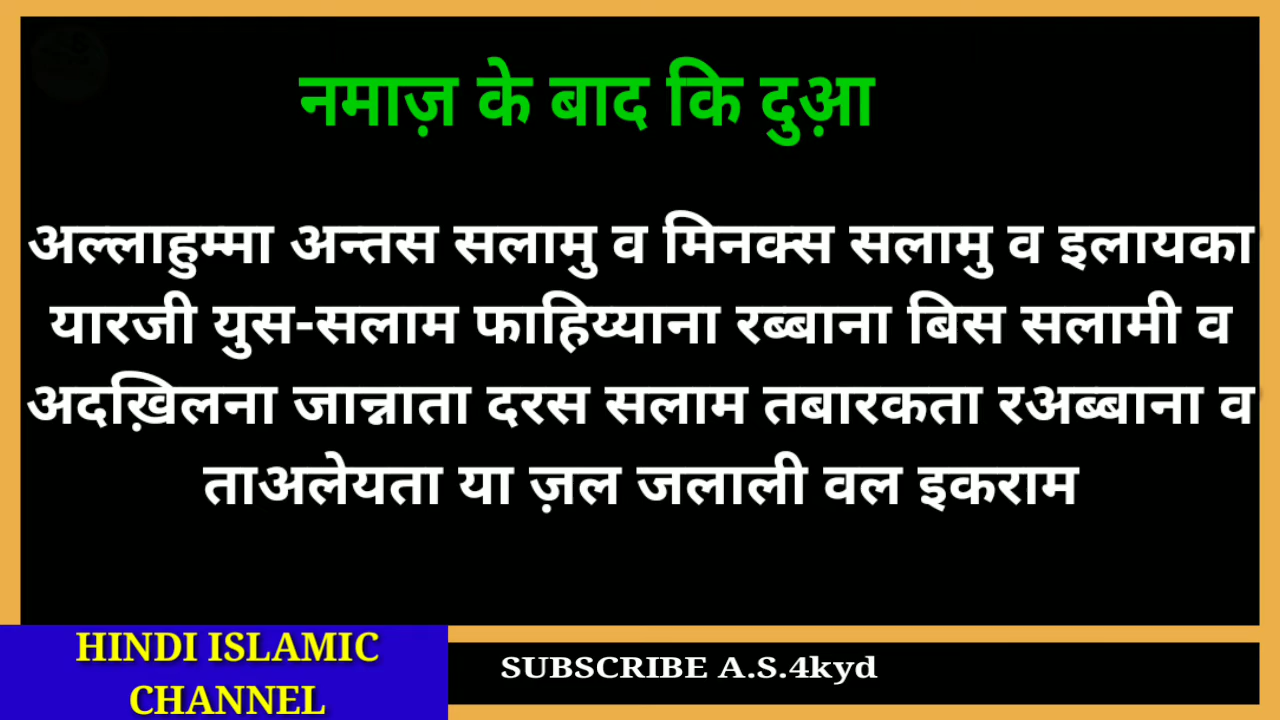 नमाज़ के बाद कि दुआ़
अल्लाहुम्मा अन्तस सलामु व मिनक्स सलामु व इलायका
यारजी युस-सलाम फाहिय्याना रब्बाना बिस सलामी व
अदख़िलना जान्नाता दरस सलाम तबारकता रअब्बाना व
ताअलेयता या ज़ल जलाली वल इकराम
HINDI ISLAMIC
CHANNEL
SUBSCRIBE A.S.4kyd